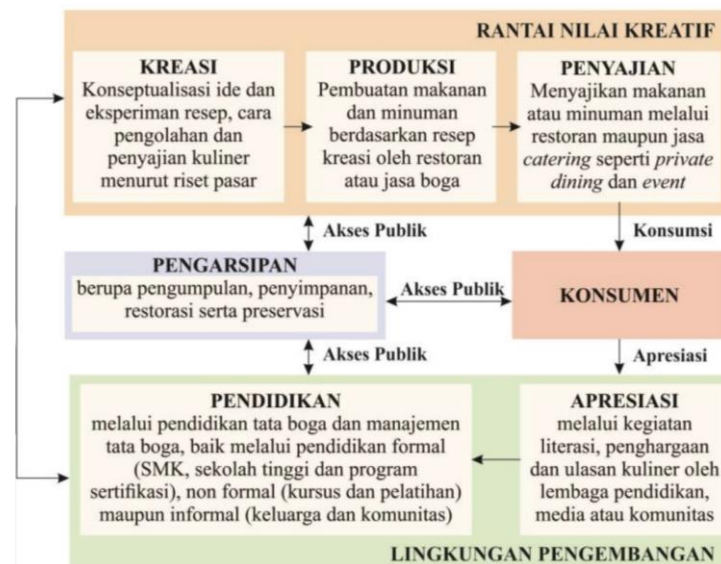 RANTAI NILAI KREATIF
KREASI
Konseptualisasi ide dan
eksperiman resep, cara
pengolahan dan
penyajian kuliner
menurut riset pasar
PRODUKSI
Pembuatan makanan
dan minuman
berdasarkan resep
kreasi oleh restoran
atau jasa boga
PENYAJIAN
Menyajikan makanan
atau minuman melalui
restoran maupun jasa
catering seperti private
dining dan event
Akses Publik
Konsumsi
PENGARSIPAN
berupa pengumpulan, penyimpanan,
restorasi serta preservasi
Akses Publik
KONSUMEN
Akses Publik
Apresiasi
PENDIDIKAN
melalui pendidikan tata boga dan manajemen
tata boga, baik melalui pendidikan formal
(SMK, sekolah tinggi dan program
sertifikasi), non formal (kursus dan pelatihan)
maupun informal (keluarga dan komunitas)
APRESIASI
melalui kegiatan
literasi, penghargaan
dan ulasan kuliner oleh
lembaga pendidikan,
media atau komunitas
LINGKUNGAN PENGEMBANGAN